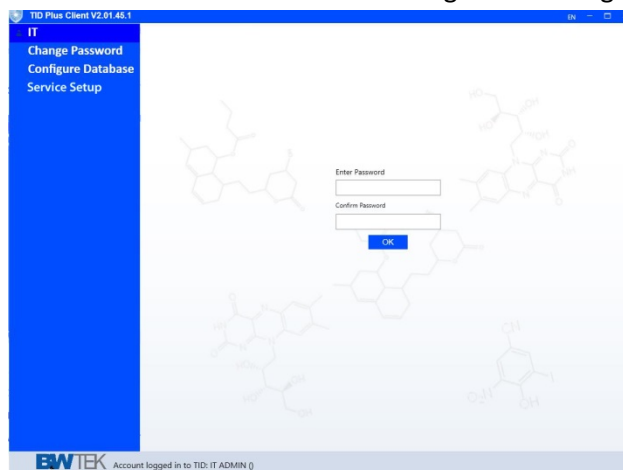 TID Plus Client V2.01.45.1
EN
IT
Change Password
Configure Database
Service Setup
Enter Password
Confirm Password
OK
B&WTEK Account logged in to TID: IT ADMIN ()